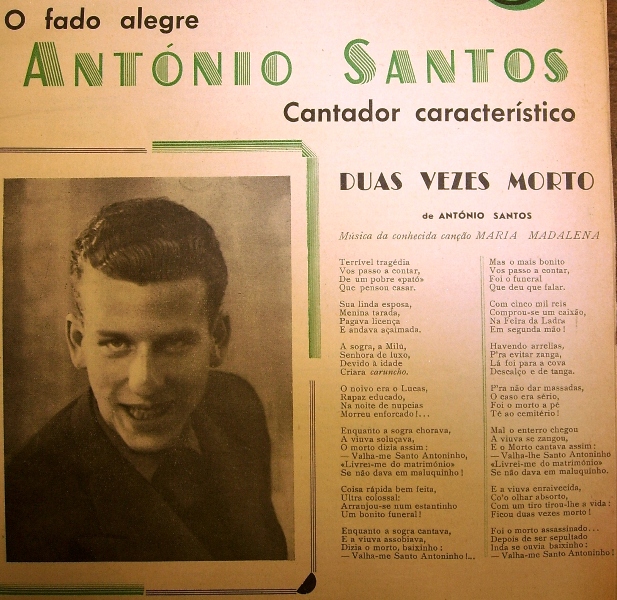 O fado alegre
ANTÓNIO SANTOS
Cantador característico
DUAS VEZES MORTO
de ANTÓNIO SANTOS
Música da conhecida canção MARIA MADALENA
Terrível tragédia
Vos passo a contar,
De um pobre «pató»
Que pensou casar.
Sua linda esposa,
Menina tarada,
Pagava licença
E andava açaimada.
A sogra, a Milú,
Senhora de luxo,
Devido à idade
Criara caruncho.
O noivo era o Lucas,
Rapaz educado,
Na noite de nupcias
Morreu enforcado!...
Enquanto a sogra chorava,
A viuva soluçava,
O morto dizia assim:
— Valha-me Santo Antoninho,
«Livrei-me do matrimónio»
Se não dava em maluquinho!
Coisa rápida bem feita,
Ultra colossal:
Arranjou-se num estantinho
Um bonito funeral!
Enquanto a sogra cantava,
E a viuva assobiava,
Dizia o morto, baixinho:
— Valha-me Santo Antoninho!...
Mas o mais bonito
Vos passo a contar,
Foi o funeral
Que deu que falar.
Com cinco mil reis
Comprou-se um caixão,
Na Feira da Ladra
Em segunda mão!
Havendo arrelias,
P'ra evitar zanga,
Lá foi para a cova
Descalço e de tanga.
P'ra não dar massadas,
O caso era sério,
Foi o morto a pé
Té ao cemitério!
Mal o enterro chegou
A viuva se zangou,
E o Morto cantava assim:
— Valha-lhe Santo Antoninho
«Livrei-me do matrimónio»
Se não dava em maluquinho.
E a viuva enraivecida,
Co'o olhar absorto,
Com um tiro tirou-lhe a vida:
Ficou duas vezes morto!
Foi o morto assassinado...
Depois de ser sepultado
Inda se ouvia baixinho:
— Valha-me Santo Antoninho!